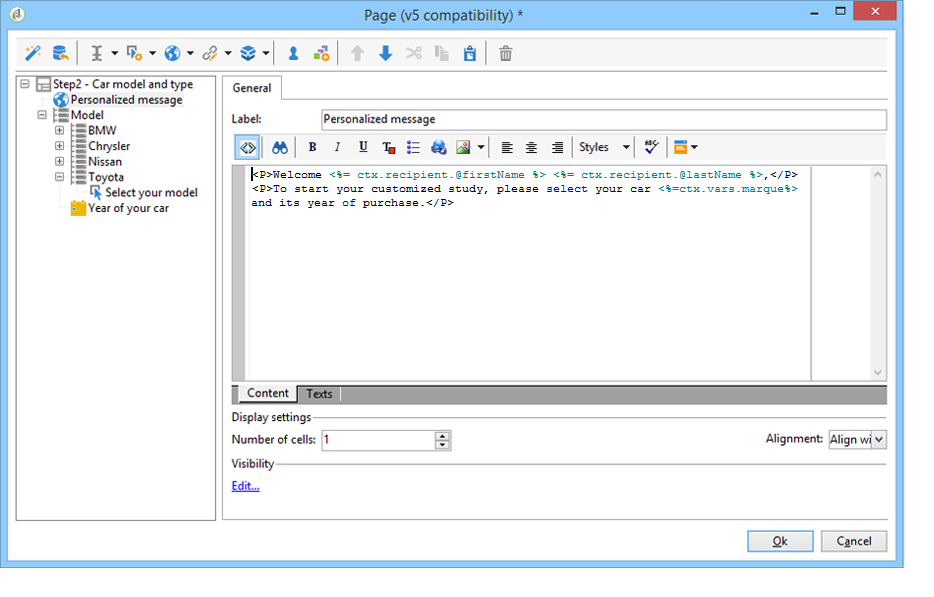 Page (v5 compatibility) *
Step2 - Car model and type
Personalized message
Model
BMW
Chrysler
Nissan
Toyota
Select your model
Year of your car
General
Label:
Personalized message
B I U T Styles ABC
<P>Welcome <%= ctx.recipient.@firstName %> <%= ctx.recipient.@lastName %>,</P>
<P>To start your customized study, please select your car <%=ctx.vars.marque%>
and its year of purchase.</P>
Content Texts
Display settings
Number of cells: 1
Alignment: Align wi
Visibility
Edit...
Ok Cancel